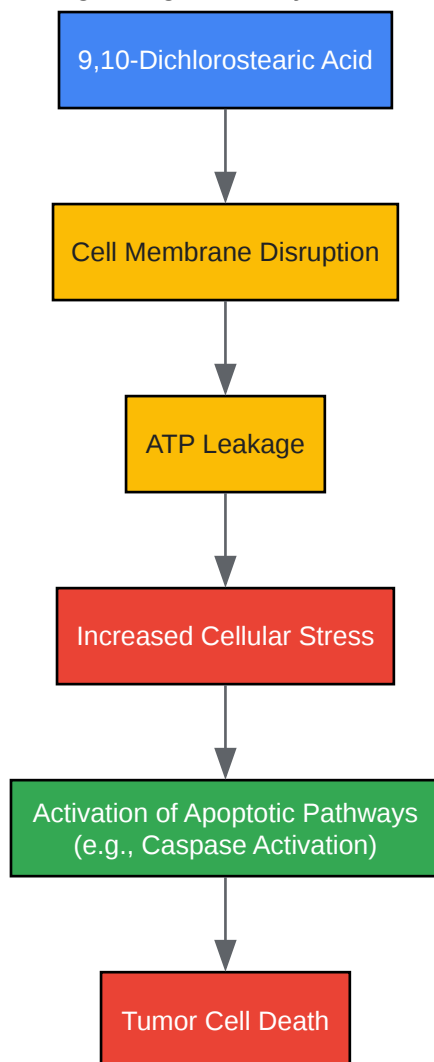 9,10-Dichlorostearic Acid
Cell Membrane Disruption
ATP Leakage
Increased Cellular Stress
Activation of Apoptotic Pathways
(e.g., Caspase Activation)
Tumor Cell Death